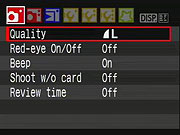 DISP.
Quality L
Red-eye On/Off Off
Beep On
Shoot w/o card Off
Review time Off